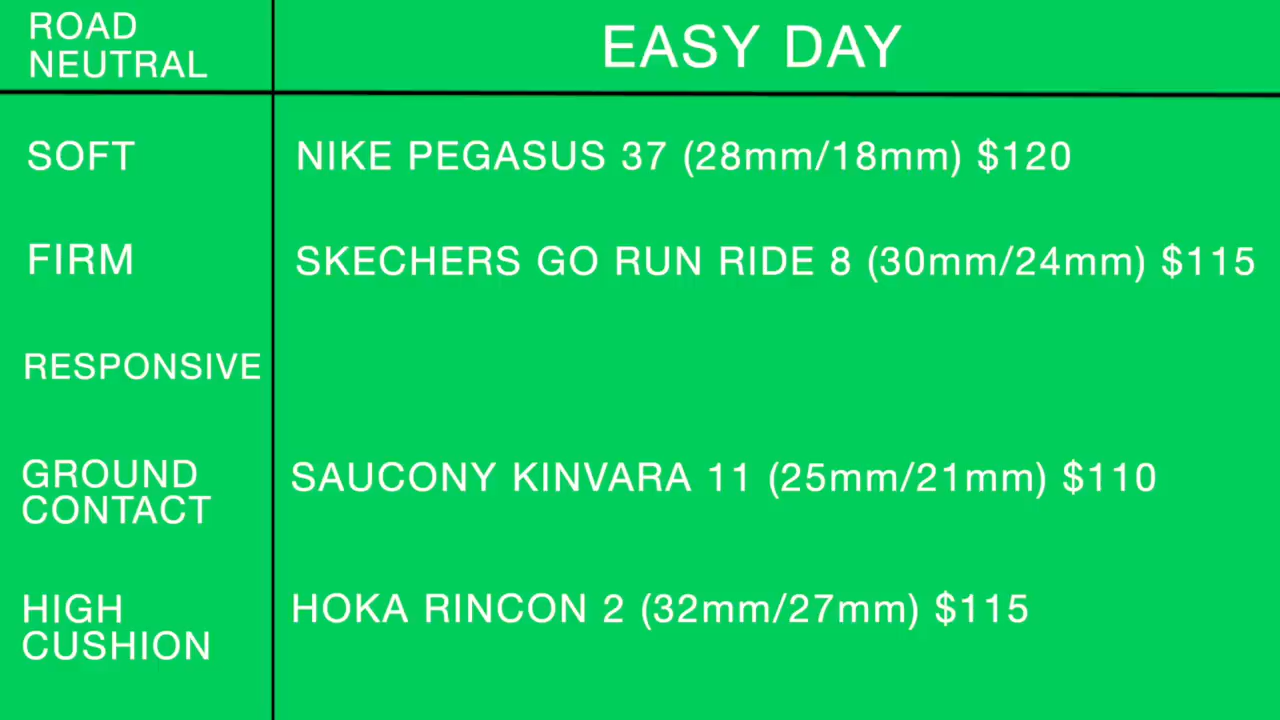 ROAD
NEUTRAL
EASY DAY
SOFT
NIKE PEGASUS 37 (28mm/18mm) $120
FIRM
SKECHERS GO RUN RIDE 8 (30mm/24mm) $115
RESPONSIVE
GROUND
CONTACT
SAUCONY KINVARA 11 (25mm/21mm) $110
HIGH
CUSHION
HOKA RINCON 2 (32mm/27mm) $115